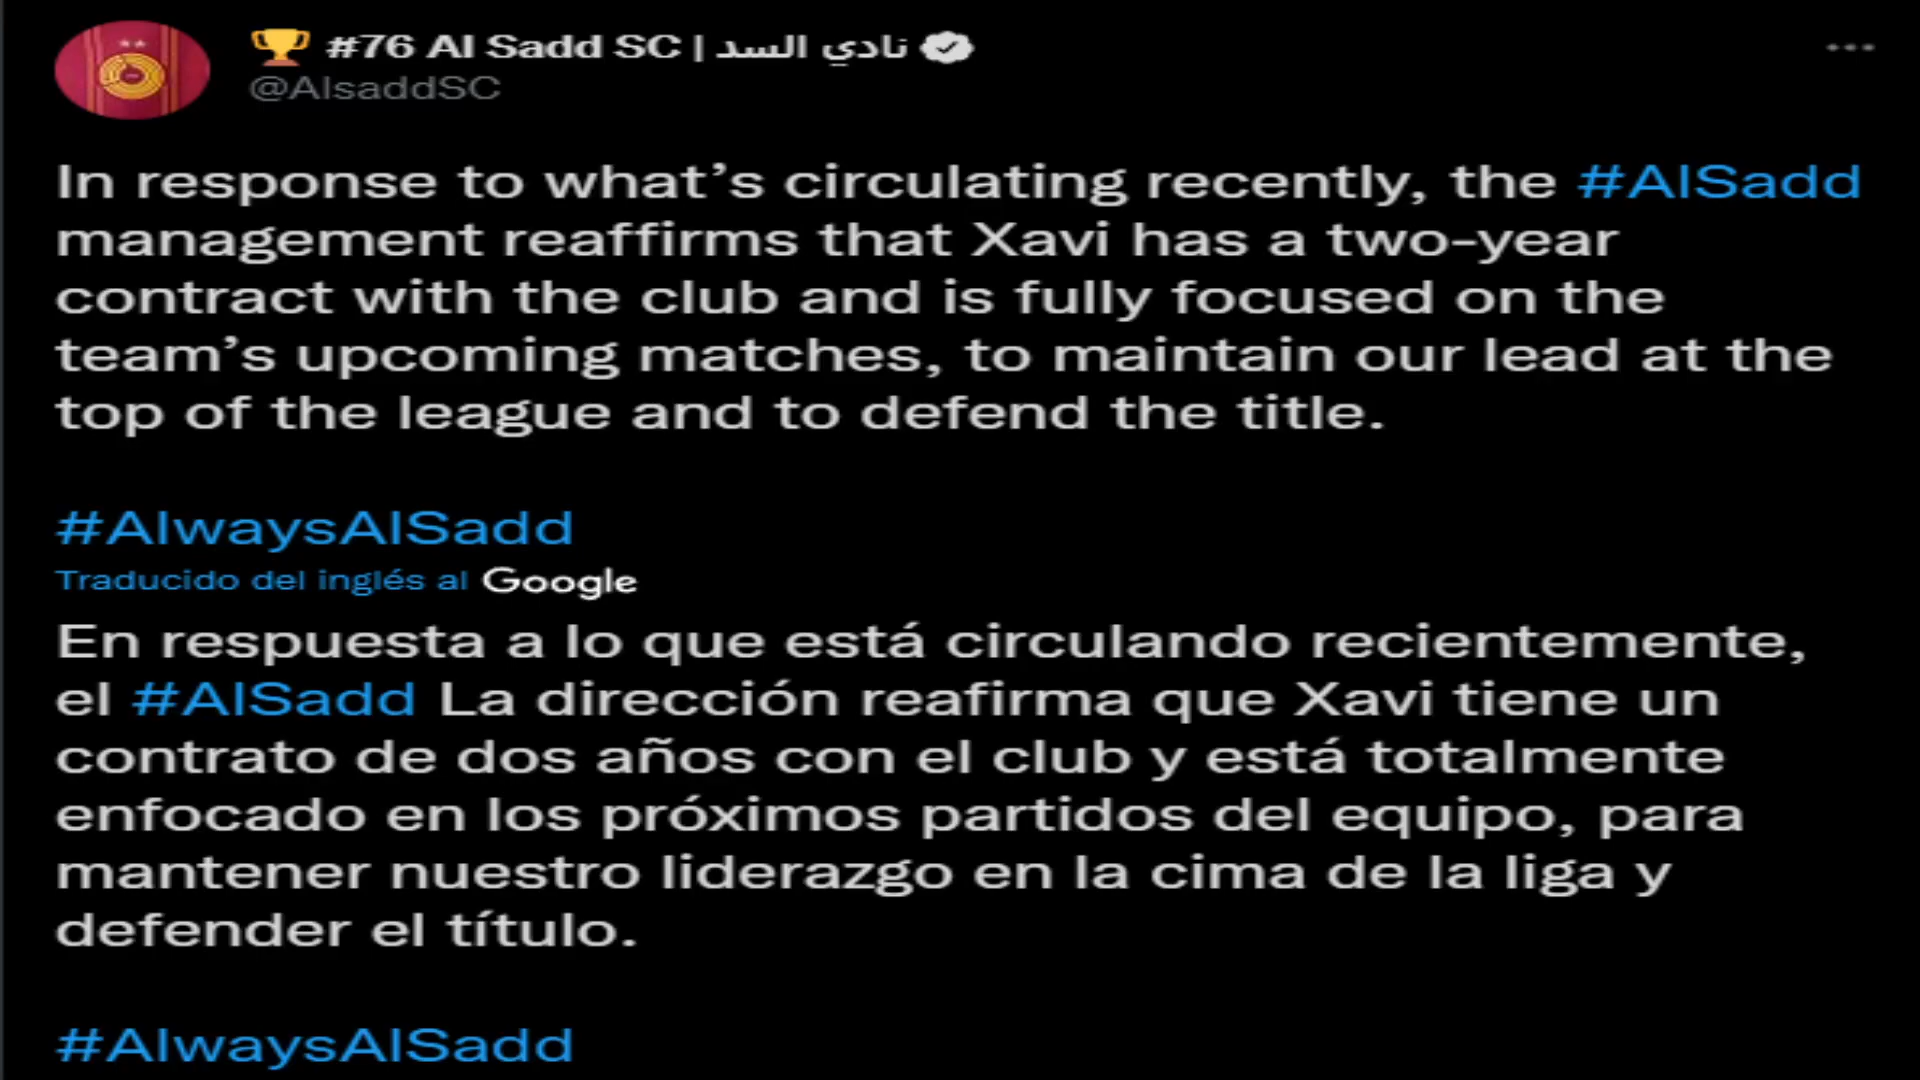 🏆 #76 Al Sadd SC | نادي السد
@AlsaddSC
In response to what’s circulating recently, the #AlSadd
management reaffirms that Xavi has a two-year
contract with the club and is fully focused on the
team’s upcoming matches, to maintain our lead at the
top of the league and to defend the title.
#AlwaysAlSadd
Traducido del inglés al Google
En respuesta a lo que está circulando recientemente,
el #AlSadd La dirección reafirma que Xavi tiene un
contrato de dos años con el club y está totalmente
enfocado en los próximos partidos del equipo, para
mantener nuestro liderazgo en la cima de la liga y
defender el título.
#AlwaysAlSadd